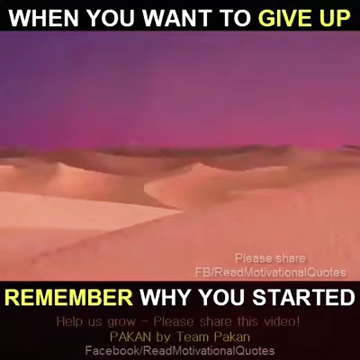 WHEN YOU WANT TO GIVE UP
Please share
FB/ReadMotivationalQuotes
REMEMBER WHY YOU STARTED
Help us grow - Please share this video!
PAKAN by Team Pakan
Facebook/ReadMotivationalQuotes